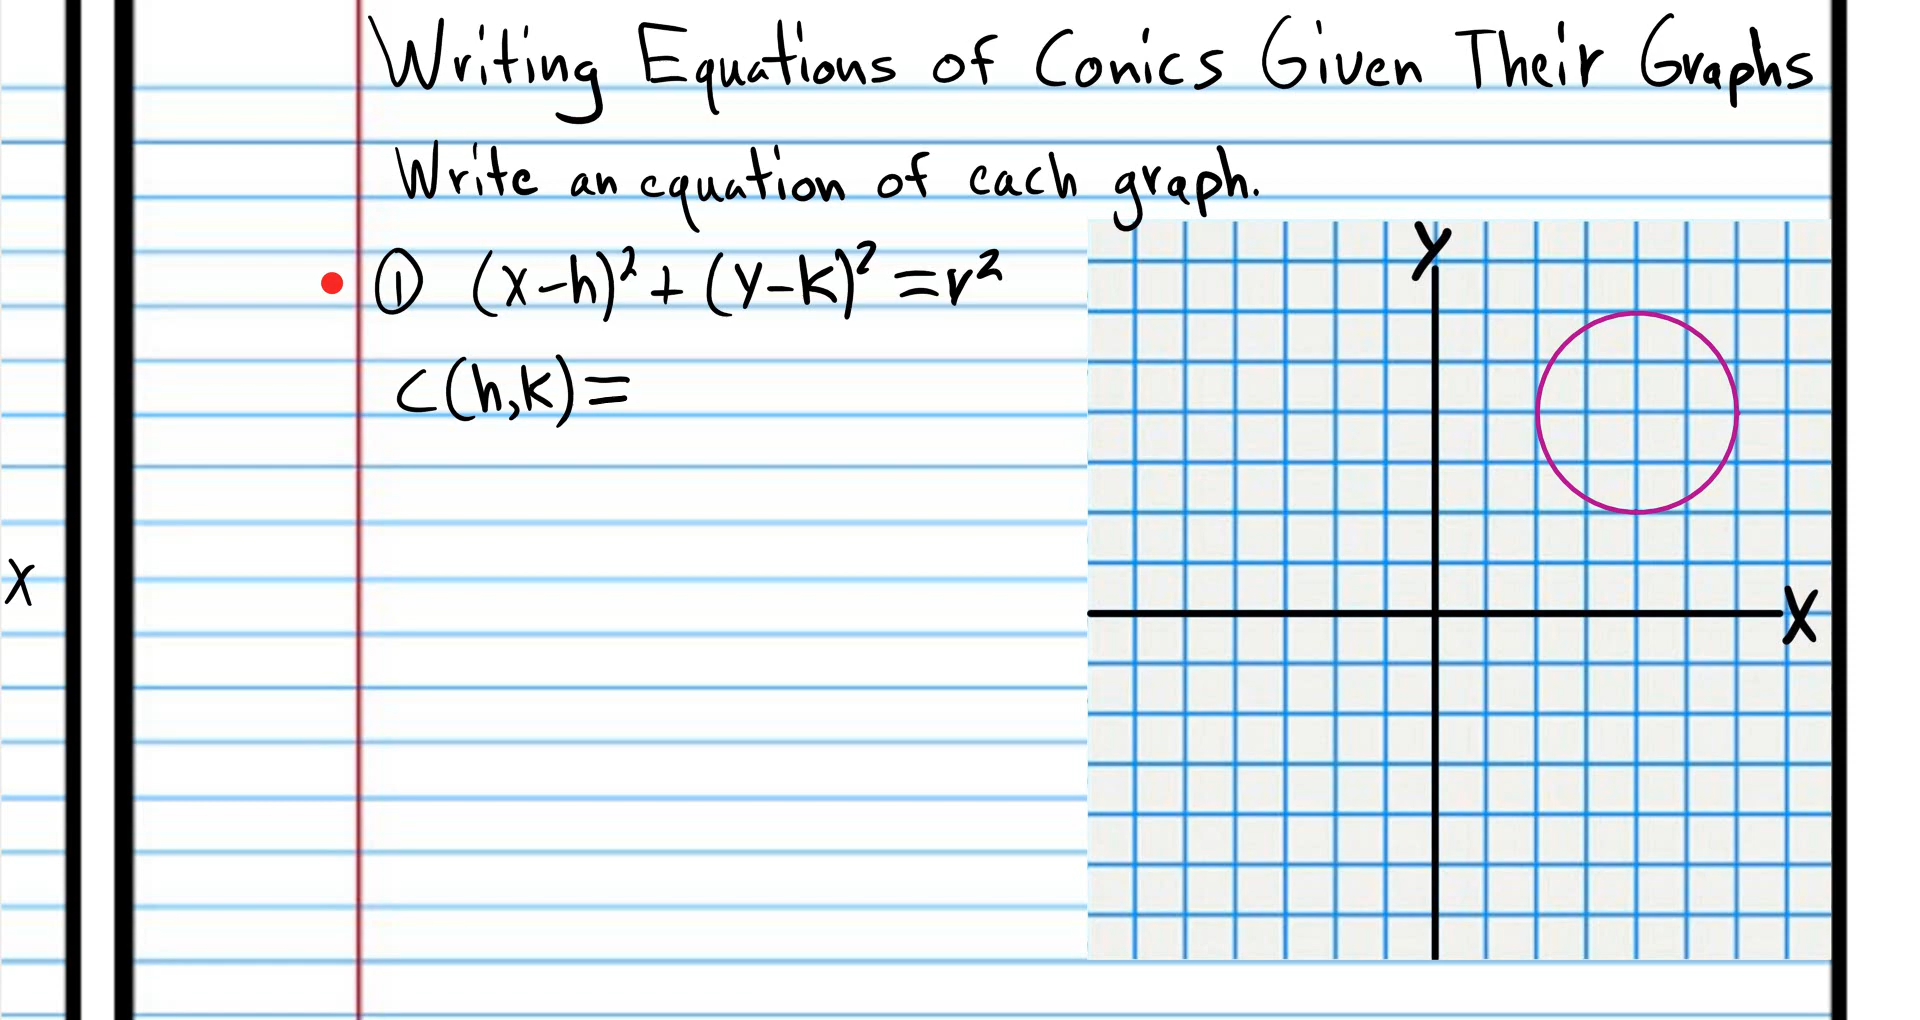 Writing Equations of Conics Given Their Graphs
Write an equation of each graph.
① (x-h)²+(y-k)²=r²
C(h,k)=
y
x
x